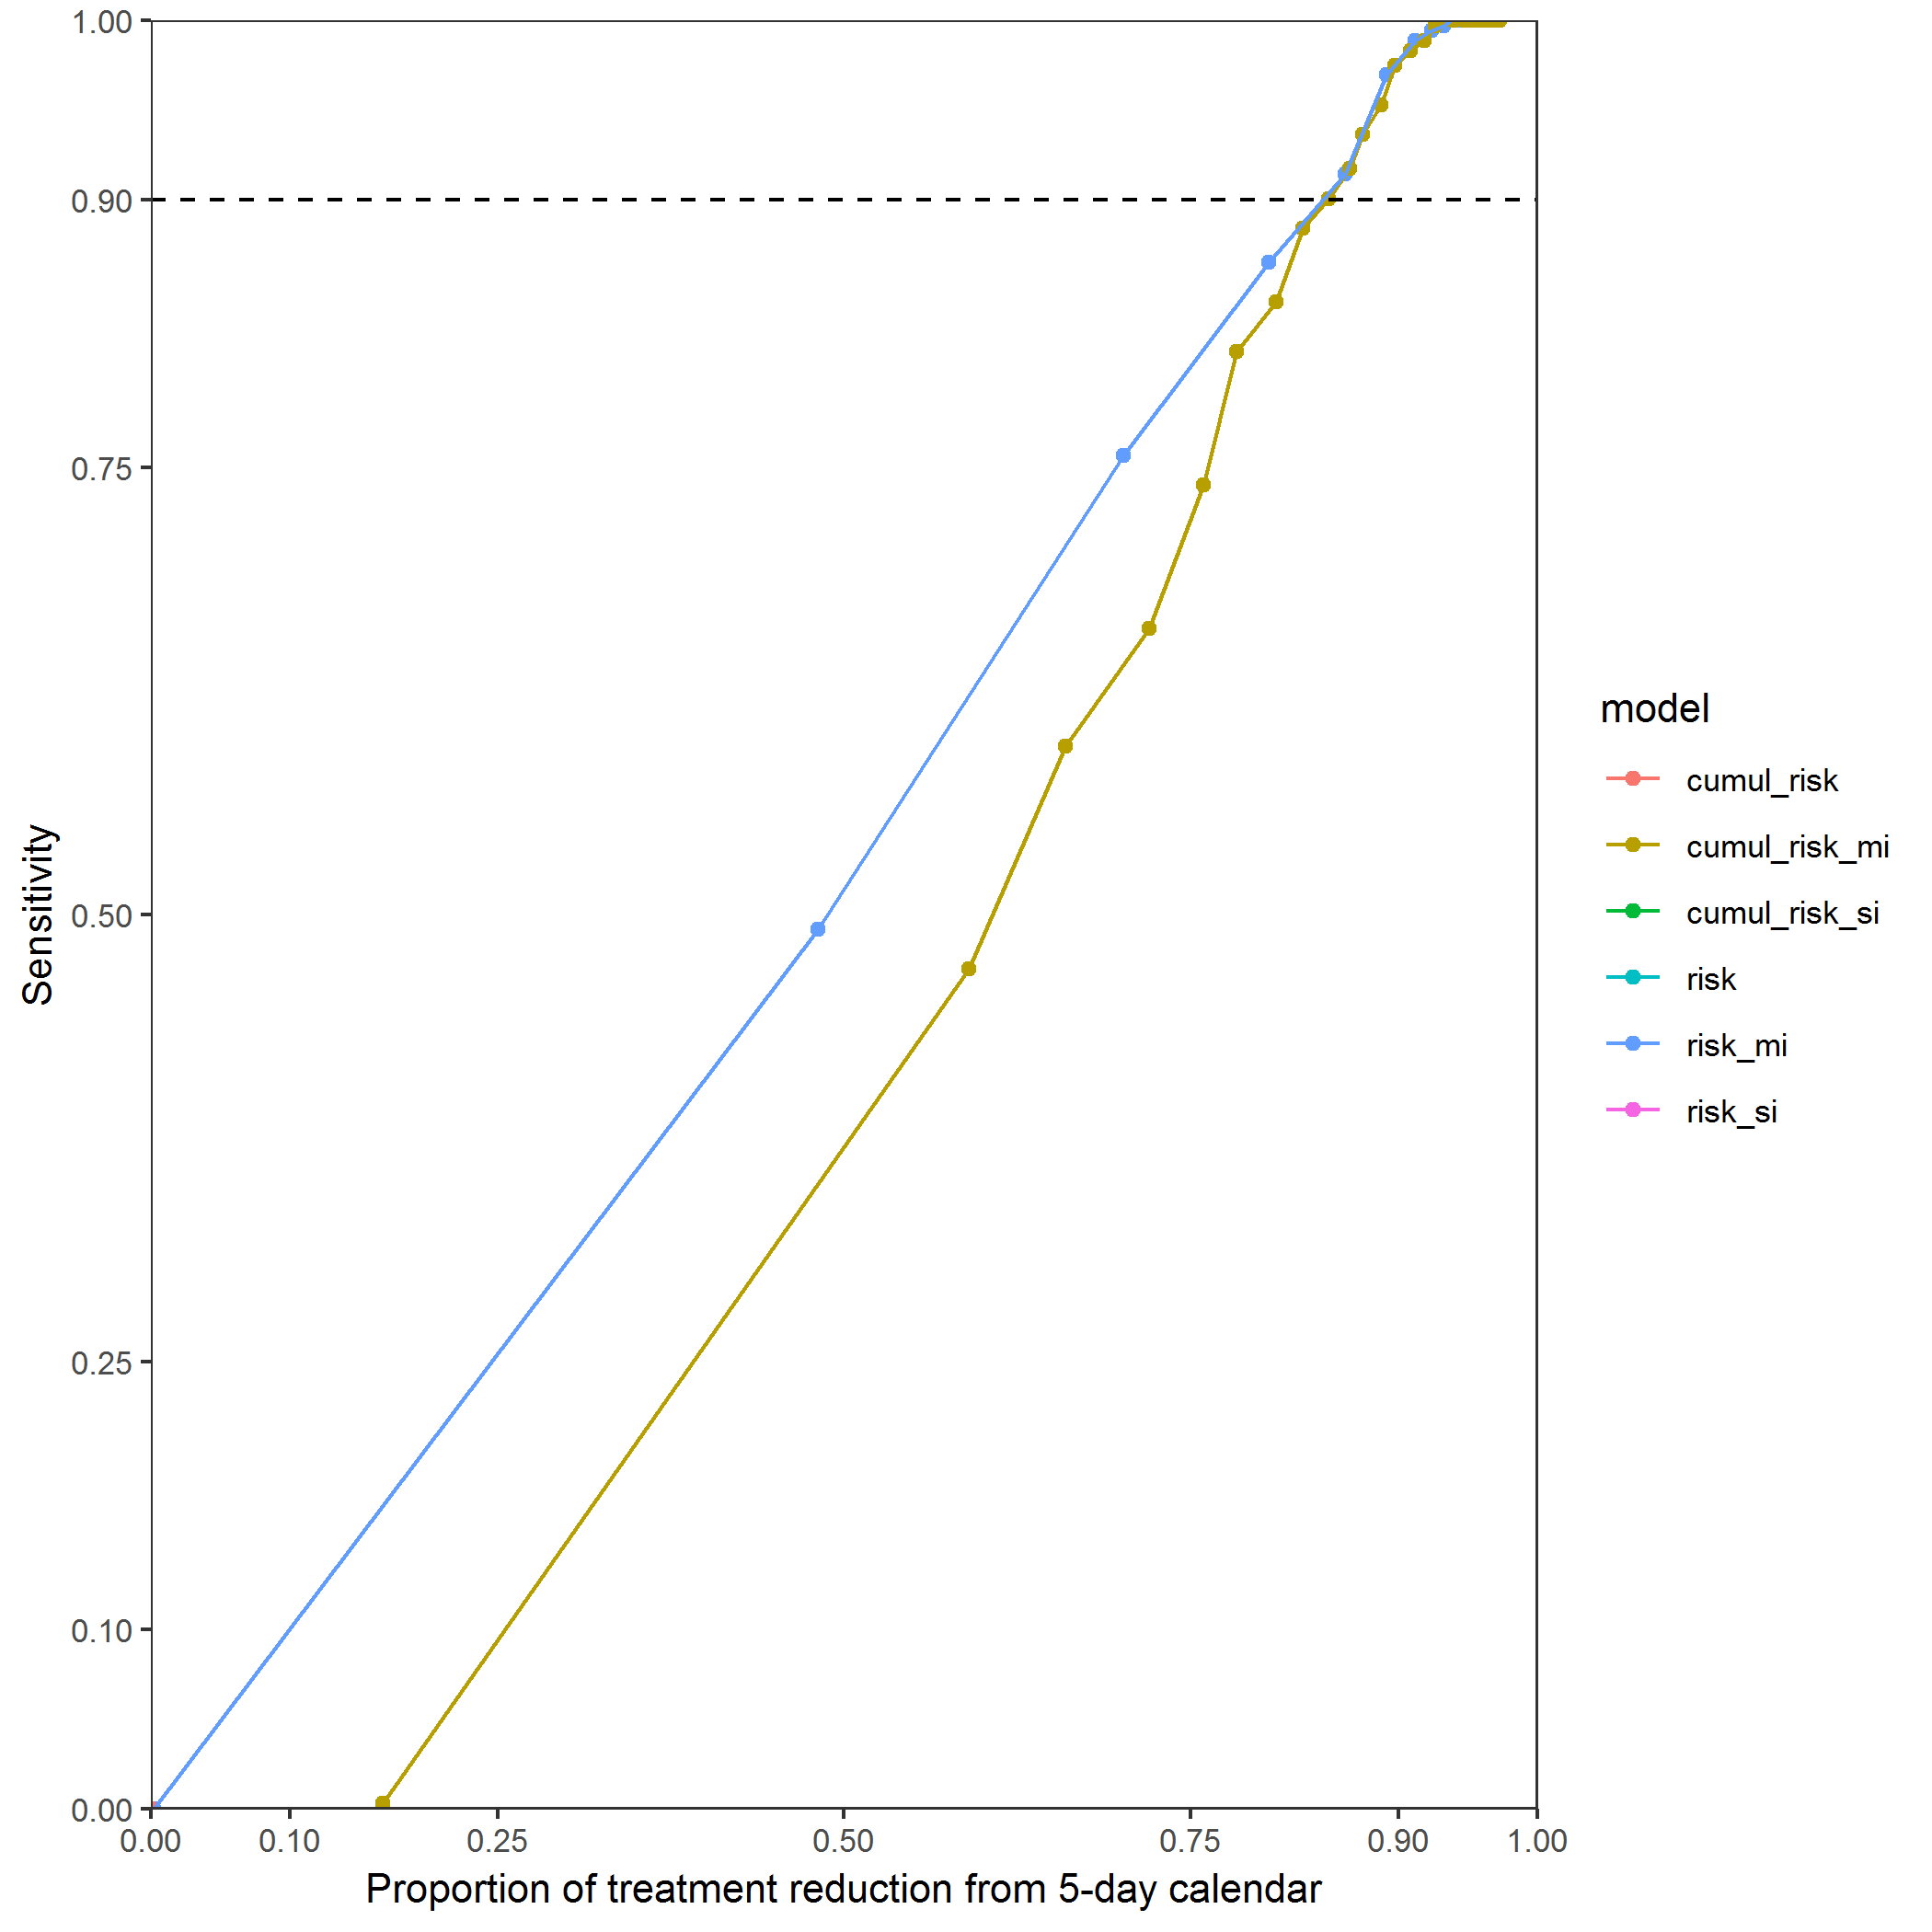 1.00
0.90
0.75
0.50
0.25
0.10
0.00
Sensitivity
0.00 0.10 0.25 0.50 0.75 0.90 1.00
Proportion of treatment reduction from 5-day calendar
model
cumul_risk
cumul_risk_mi
cumul_risk_si
risk
risk_mi
risk_si